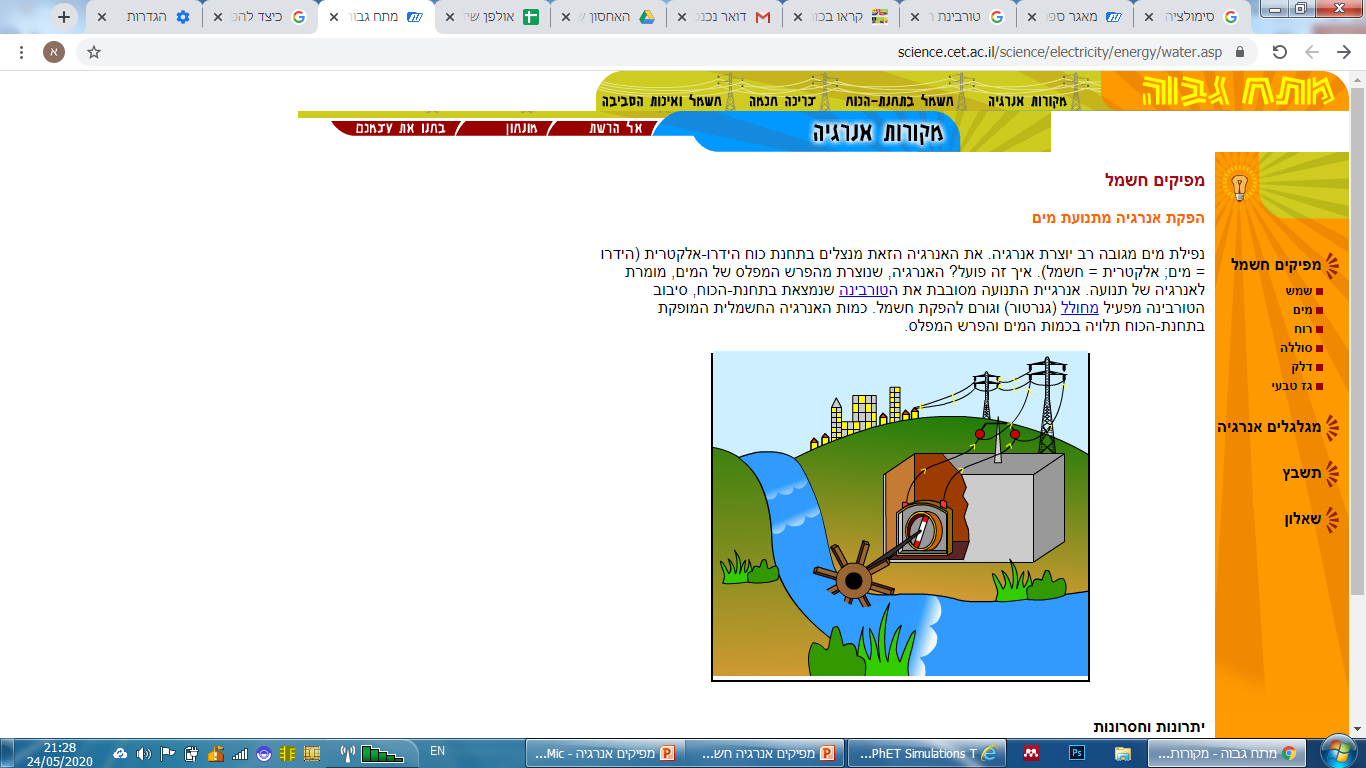 סימולציה
מאגר ספו
טורבינת ר
קראו בכו
דואר נכנס
האחסון ש
אולפן שיו
מתח גבוה
כיצד להפ
הגדרות
science.cet.ac.il/science/electricity/energy/water.asp
א
מתח גבוה
מקורות אנרגיה
חשמל בתחנת-הכוח
צריכה חכמה
חשמל ואיכות הסביבה
מקורות אנרגיה
אל הרשת
מונחון
בחנו את עצמכם
מפיקים חשמל
הפקת אנרגיה מתנועת מים
נפילת מים מגובה רב יוצרת אנרגיה. את האנרגיה הזאת מנצלים בתחנת כוח הידרו-אלקטרית (הידרו
= מים; אלקטרית = חשמל). איך זה פועל? האנרגיה, שנוצרת מהפרש המפלס של המים, מומרת
לאנרגיה של תנועה. אנרגיית התנועה מסובבת את הטורבינה שנמצאת בתחנת-הכוח, סיבוב
הטורבינה מפעיל מחולל (גנרטור) וגורם להפקת חשמל. כמות האנרגיה החשמלית המופקת
בתחנת-הכוח תלויה בכמות המים והפרש המפלס.
מפיקים חשמל
שמש
מים
רוח
סוללה
דלק
גז טבעי
מגלגלים אנרגיה
תשבץ
שאלון
יתרונות וחסרונות
מתח גבוה - מקורות...
Ps
PhET Simulations T...
מפיקים אנרגיה חש...
מפיקים אנרגיה - Mic...
EN
21:28
24/05/2020